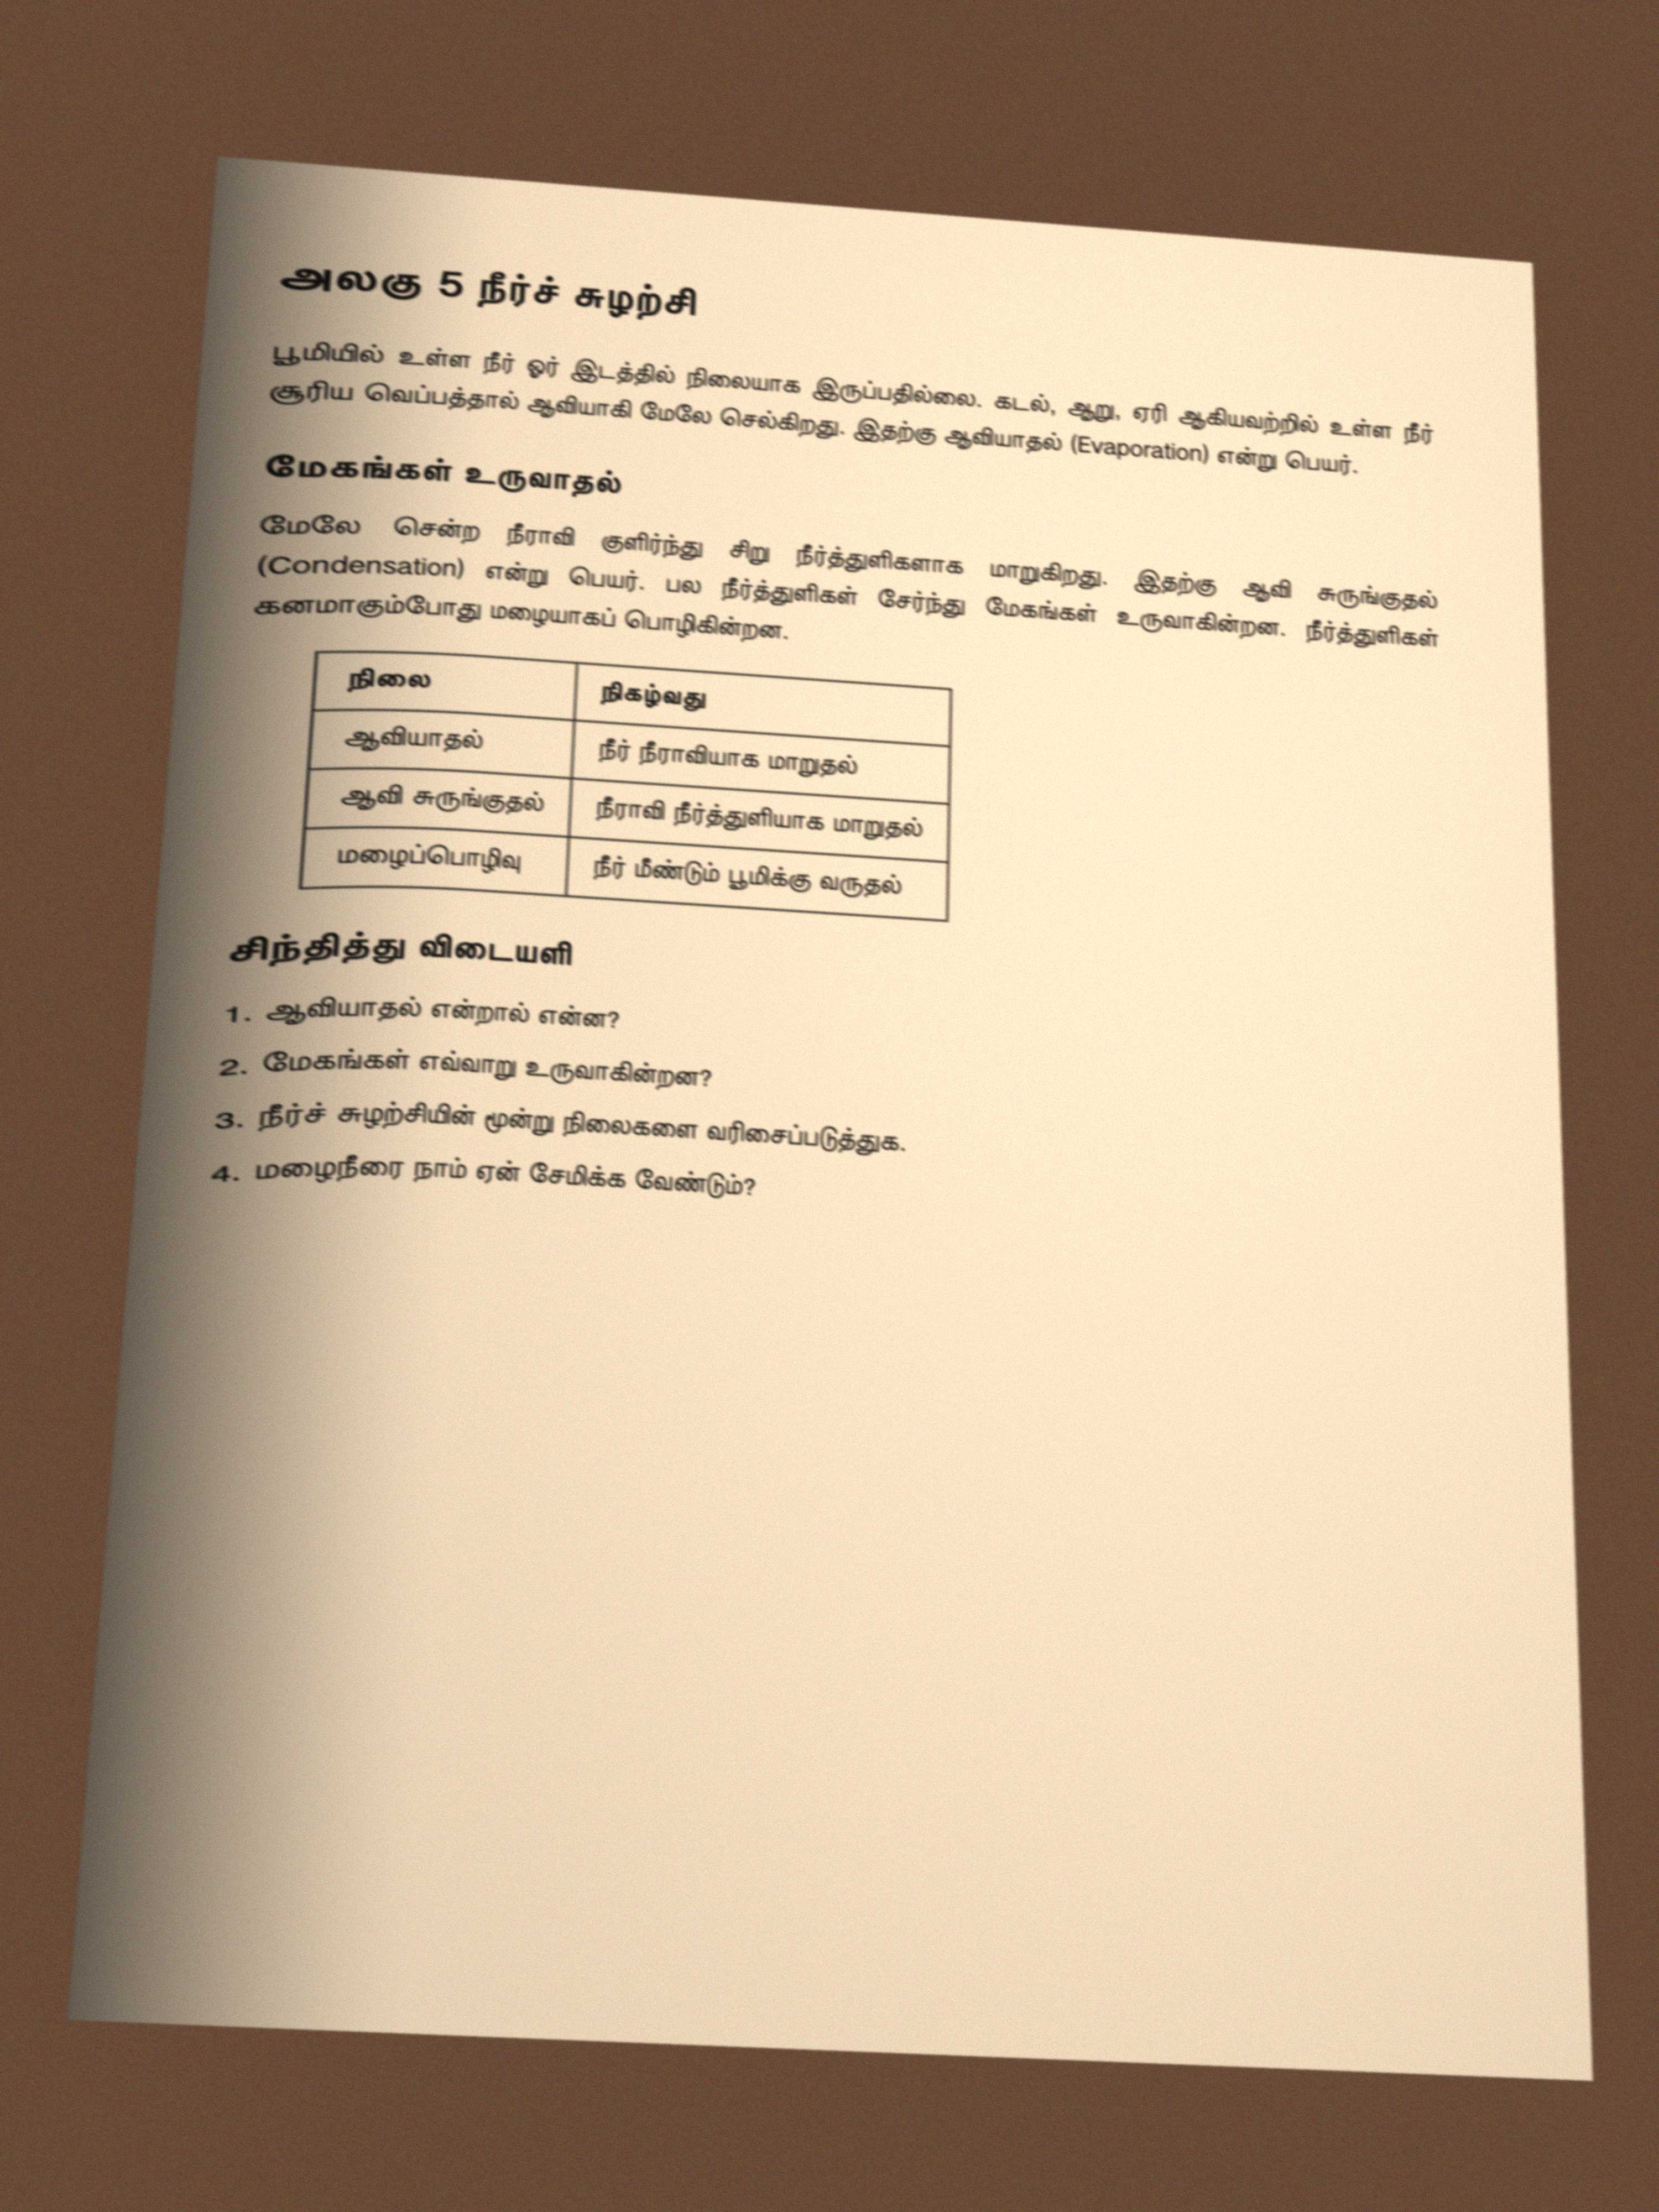 அலகு 5 நீர்ச் சுழற்சி
பூமியில் உள்ள நீர் ஓர் இடத்தில் நிலையாக இருப்பதில்லை. கடல், ஆறு, ஏரி ஆகியவற்றில் உள்ள நீர்
சூரிய வெப்பத்தால் ஆவியாகி மேலே செல்கிறது. இதற்கு ஆவியாதல் (Evaporation) என்று பெயர்.
மேகங்கள் உருவாதல்
மேலே சென்ற நீராவி குளிர்ந்து சிறு நீர்த்துளிகளாக மாறுகிறது. இதற்கு ஆவி சுருங்குதல்
(Condensation) என்று பெயர். பல நீர்த்துளிகள் சேர்ந்து மேகங்கள் உருவாகின்றன. நீர்த்துளிகள்
கனமாகும்போது மழையாகப் பொழிகின்றன.
நிலை நிகழ்வது
ஆவியாதல் நீர் நீராவியாக மாறுதல்
ஆவி சுருங்குதல் நீராவி நீர்த்துளியாக மாறுதல்
மழைப்பொழிவு நீர் மீண்டும் பூமிக்கு வருதல்
சிந்தித்து விடையளி
1. ஆவியாதல் என்றால் என்ன?
2. மேகங்கள் எவ்வாறு உருவாகின்றன?
3. நீர்ச் சுழற்சியின் மூன்று நிலைகளை வரிசைப்படுத்துக.
4. மழைநீரை நாம் ஏன் சேமிக்க வேண்டும்?